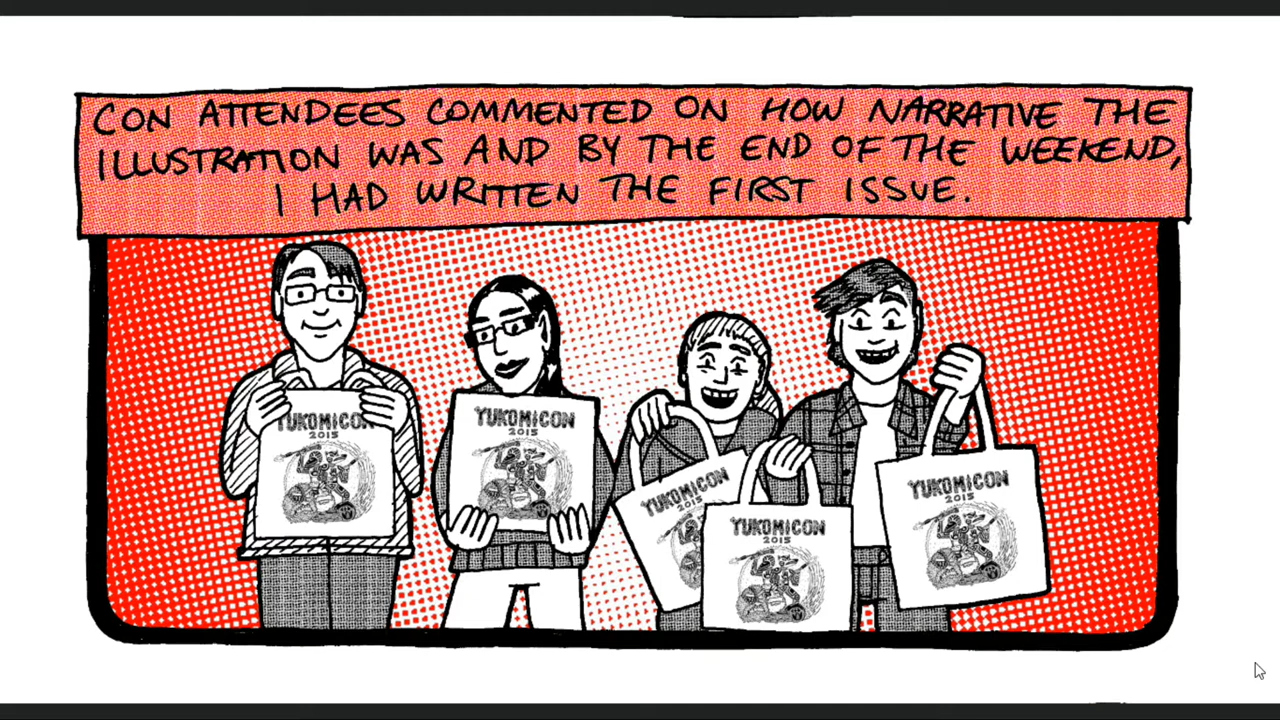 CON ATTENDEES COMMENTED ON HOW NARRATIVE THE
ILLUSTRATION WAS AND BY THE END OF THE WEEKEND,
I HAD WRITTEN THE FIRST ISSUE.
YUKOMICON
2015
YUKOMICON
2015
YUKOMICON
2015
YUKOMICON
2015
YUKOMICON
2015